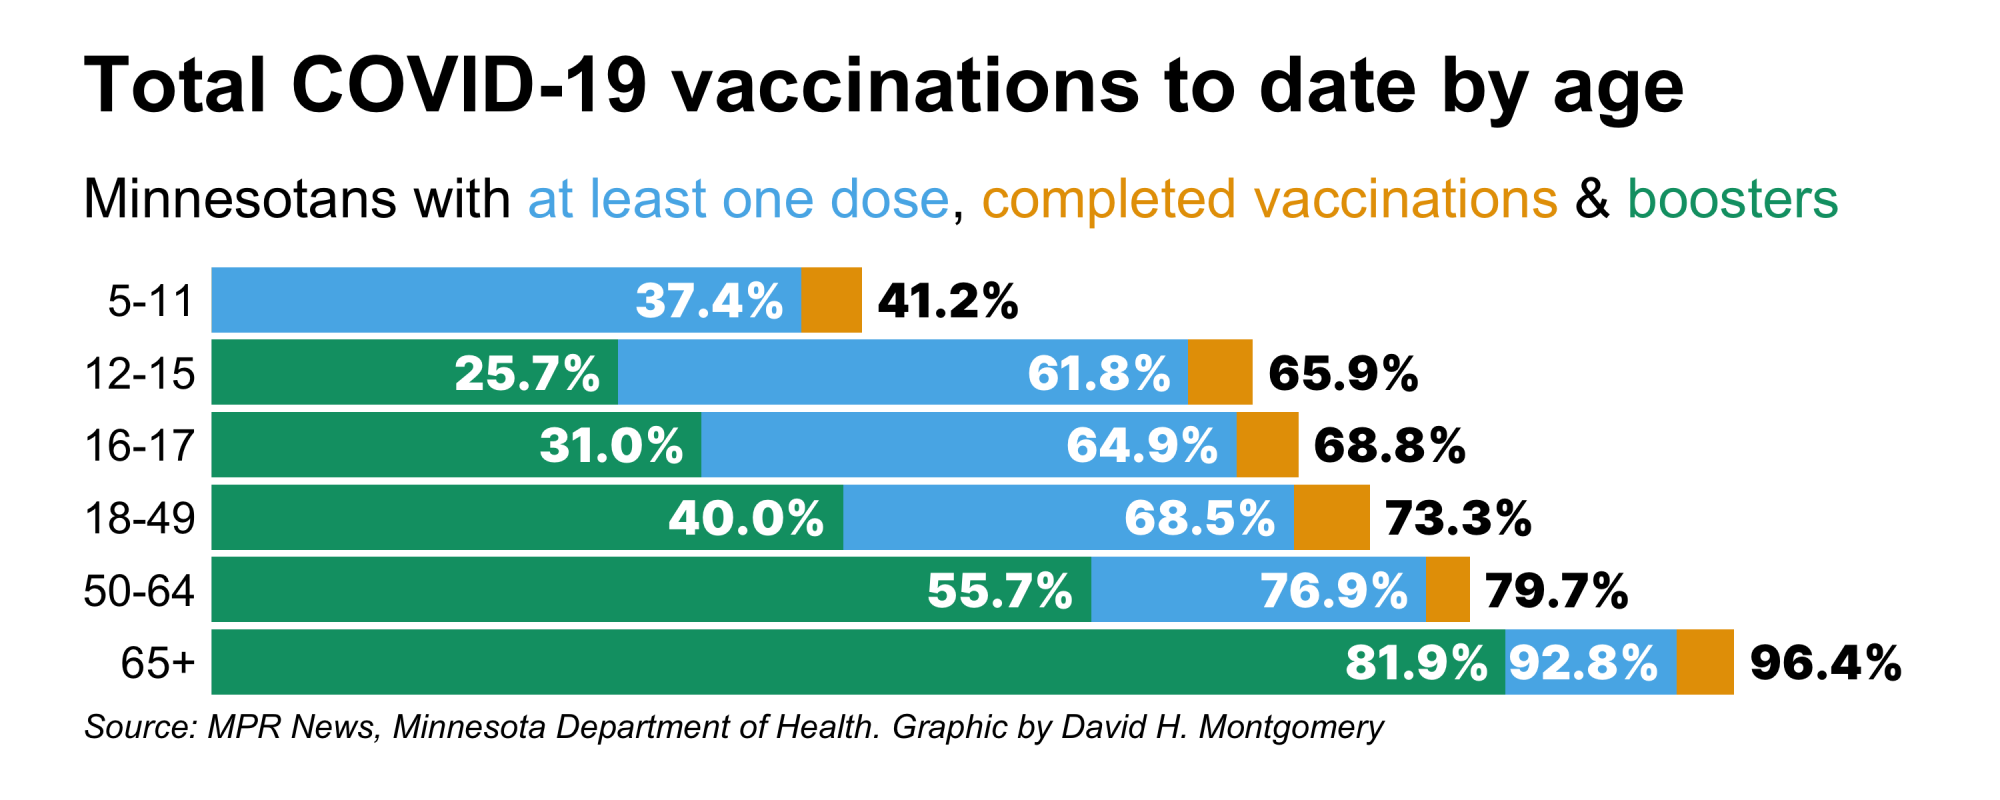 Total COVID-19 vaccinations to date by age
Minnesotans with at least one dose, completed vaccinations & boosters
5-11 37.4% 41.2%
12-15 25.7% 61.8% 65.9%
16-17 31.0% 64.9% 68.8%
18-49 40.0% 68.5% 73.3%
50-64 55.7% 76.9% 79.7%
65+ 81.9% 92.8% 96.4%
Source: MPR News, Minnesota Department of Health. Graphic by David H. Montgomery